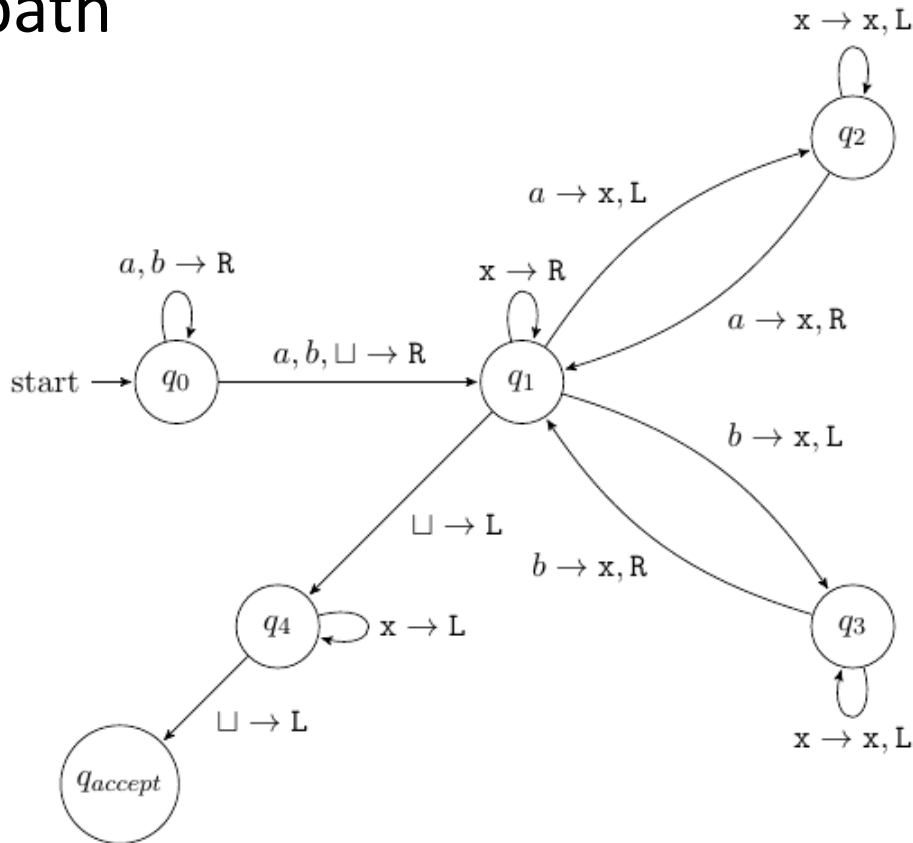 path
x → x, L
q2
a → x, L
a, b → R
x → R
a → x, R
a, b, ⊔ → R
start
q0
q1
b → x, L
⊔ → L
b → x, R
q4
x → L
q3
⊔ → L
x → x, L
qaccept